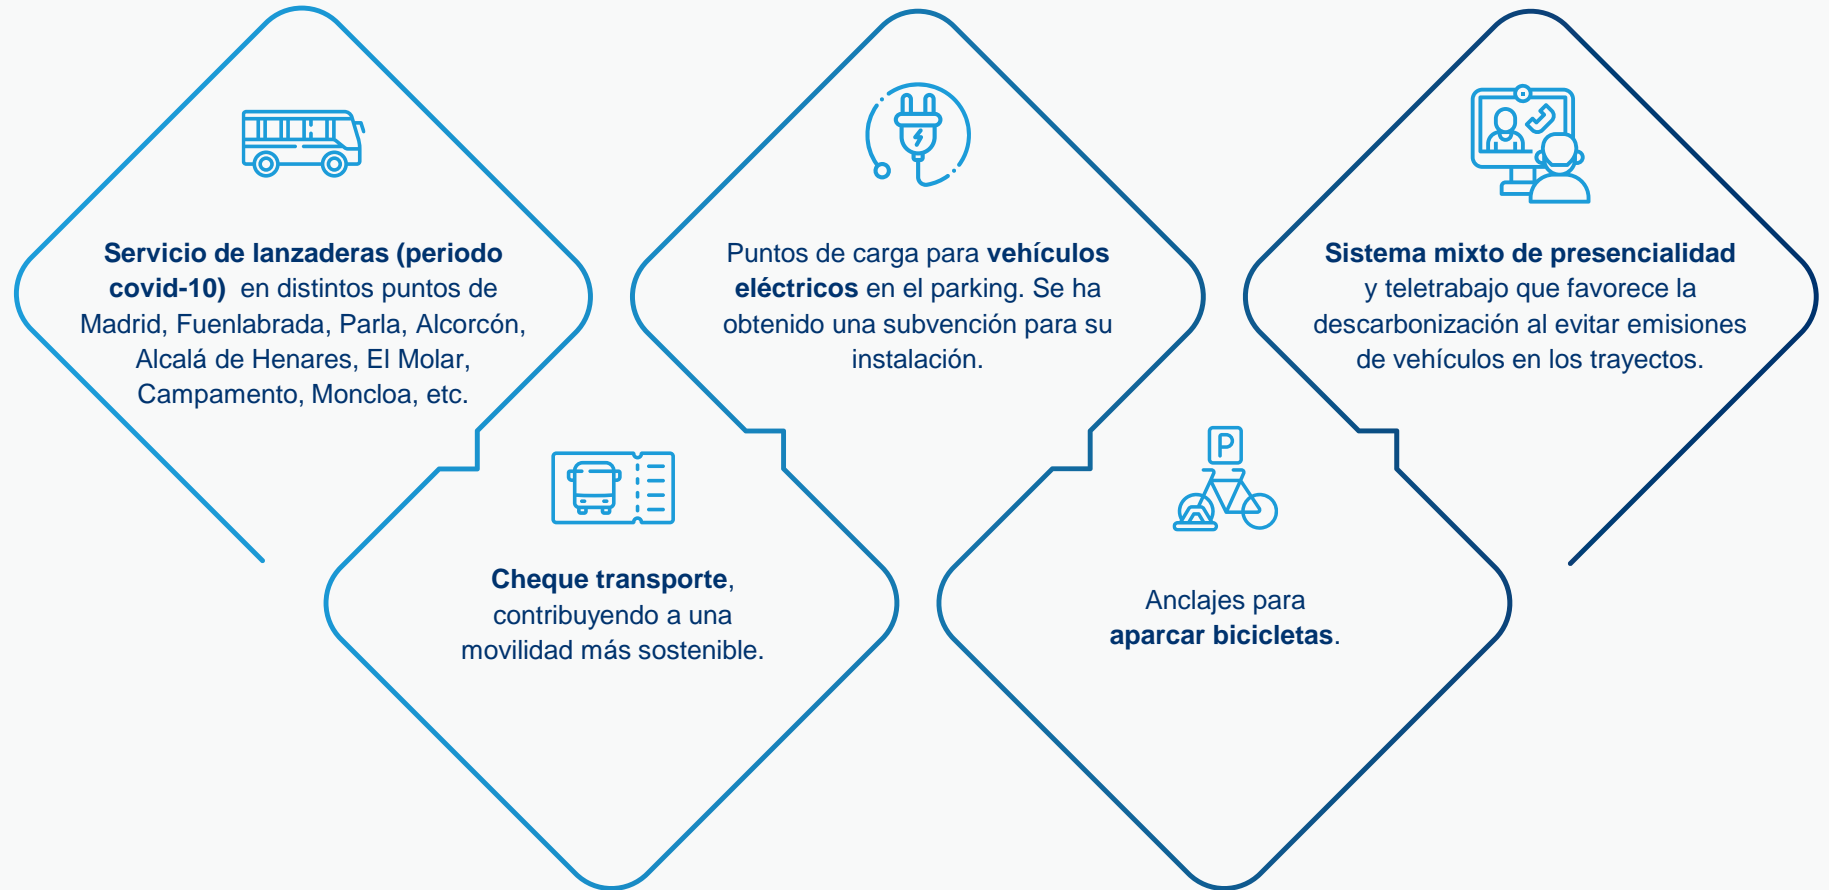 Servicio de lanzaderas (periodo
covid-10) en distintos puntos de
Madrid, Fuenlabrada, Parla, Alcorcón,
Alcalá de Henares, El Molar,
Campamento, Moncloa, etc.
Cheque transporte,
contribuyendo a una
movilidad más sostenible.
Puntos de carga para vehículos
eléctricos en el parking. Se ha
obtenido una subvención para su
instalación.
P
Anclajes para
aparcar bicicletas.
Sistema mixto de presencialidad
y teletrabajo que favorece la
descarbonización al evitar emisiones
de vehículos en los trayectos.